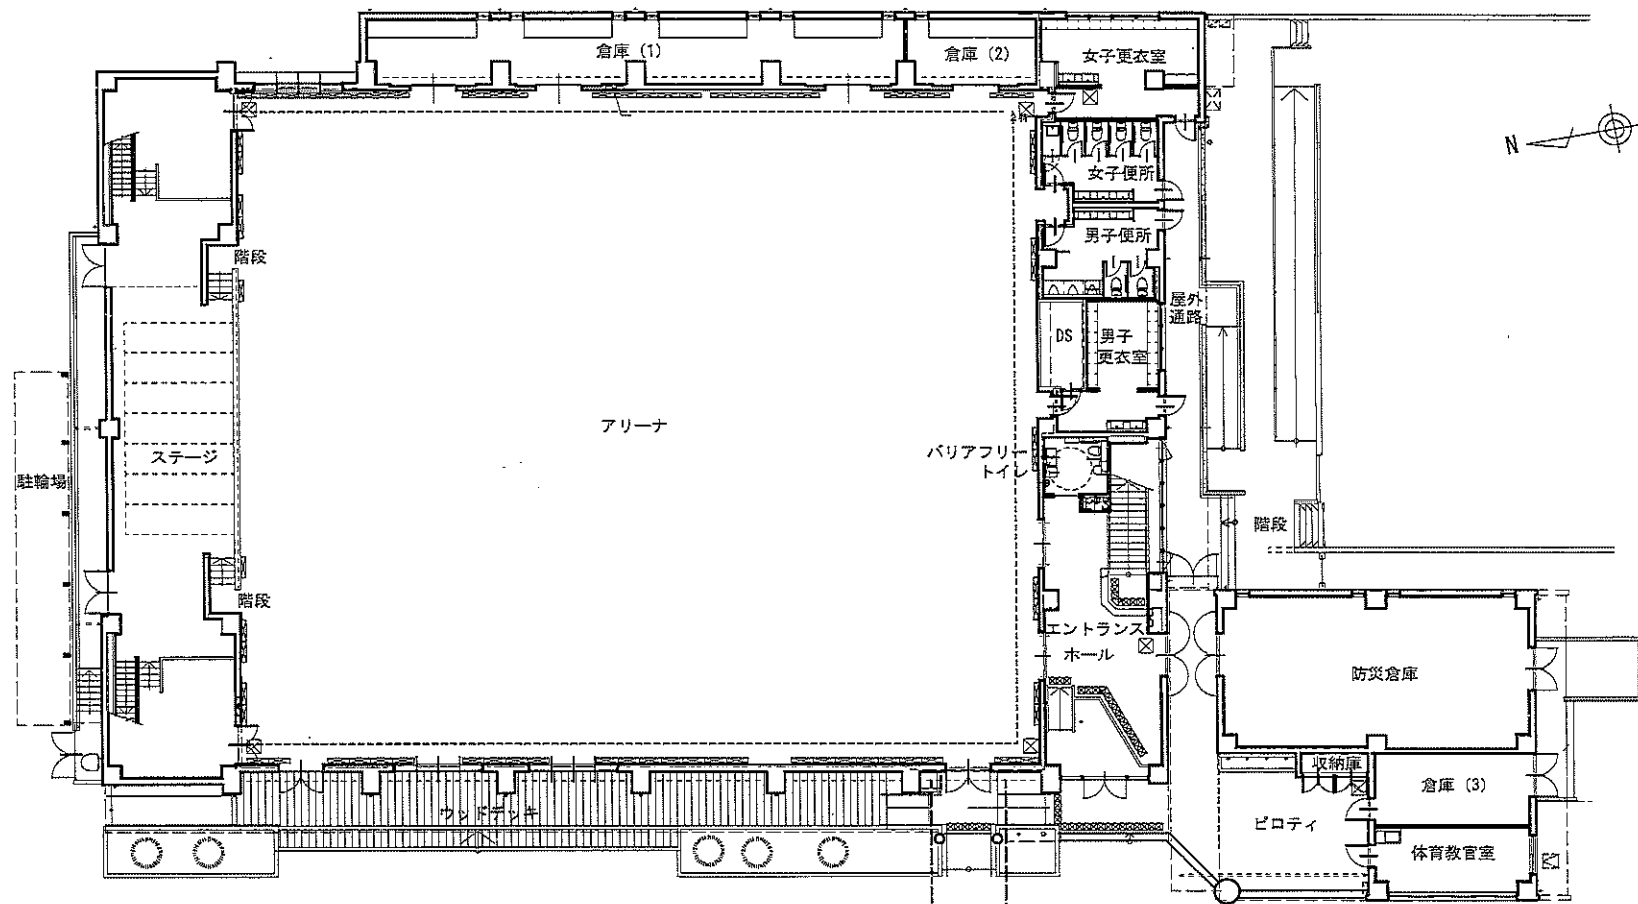 倉庫 (1)
倉庫 (2)
女子更衣室
N
女子便所
男子便所
階段
屋外
通路
DS
男子
更衣室
アリーナ
バリアフリー
トイレ
ステージ
駐輪場
階段
階段
エントランス
ホール
防災倉庫
収納庫
倉庫 (3)
ウッドデッキ
ピロティ
体育教官室